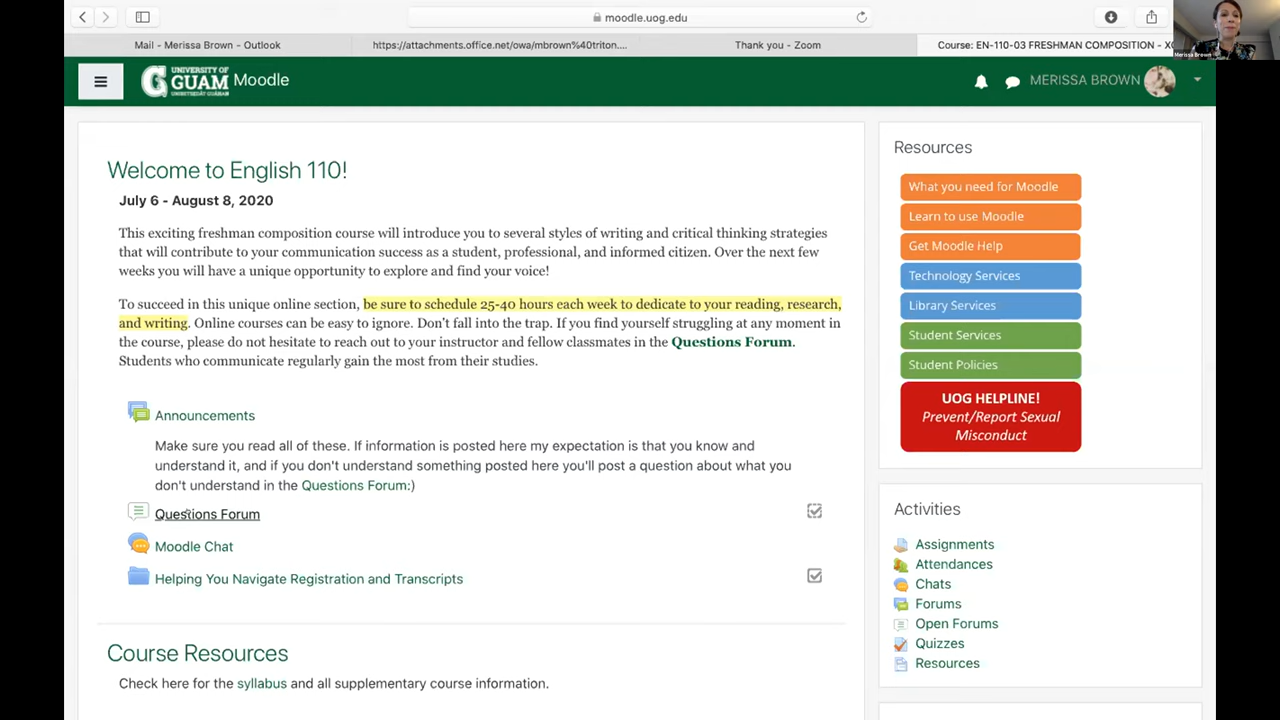 moodle.uog.edu
Mail - Merissa Brown - Outlook
https://attachments.office.net/owa/mbrown%40triton....
Thank you - Zoom
Course: EN-110-03 FRESHMAN COMPOSITION - XC
Merissa Brown
UNIVERSITY OF
GUAM
UNIBETSEDÅT GUÅHAN
Moodle
MERISSA BROWN
Welcome to English 110!
July 6 - August 8, 2020
This exciting freshman composition course will introduce you to several styles of writing and critical thinking strategies
that will contribute to your communication success as a student, professional, and informed citizen. Over the next few
weeks you will have a unique opportunity to explore and find your voice!
To succeed in this unique online section, be sure to schedule 25-40 hours each week to dedicate to your reading, research,
and writing. Online courses can be easy to ignore. Don't fall into the trap. If you find yourself struggling at any moment in
the course, please do not hesitate to reach out to your instructor and fellow classmates in the Questions Forum.
Students who communicate regularly gain the most from their studies.
Announcements
Make sure you read all of these. If information is posted here my expectation is that you know and
understand it, and if you don't understand something posted here you'll post a question about what you
don't understand in the Questions Forum:)
Questions Forum
Moodle Chat
Helping You Navigate Registration and Transcripts
Course Resources
Check here for the syllabus and all supplementary course information.
Resources
What you need for Moodle
Learn to use Moodle
Get Moodle Help
Technology Services
Library Services
Student Services
Student Policies
UOG HELPLINE!
Prevent/Report Sexual
Misconduct
Activities
Assignments
Attendances
Chats
Forums
Open Forums
Quizzes
Resources